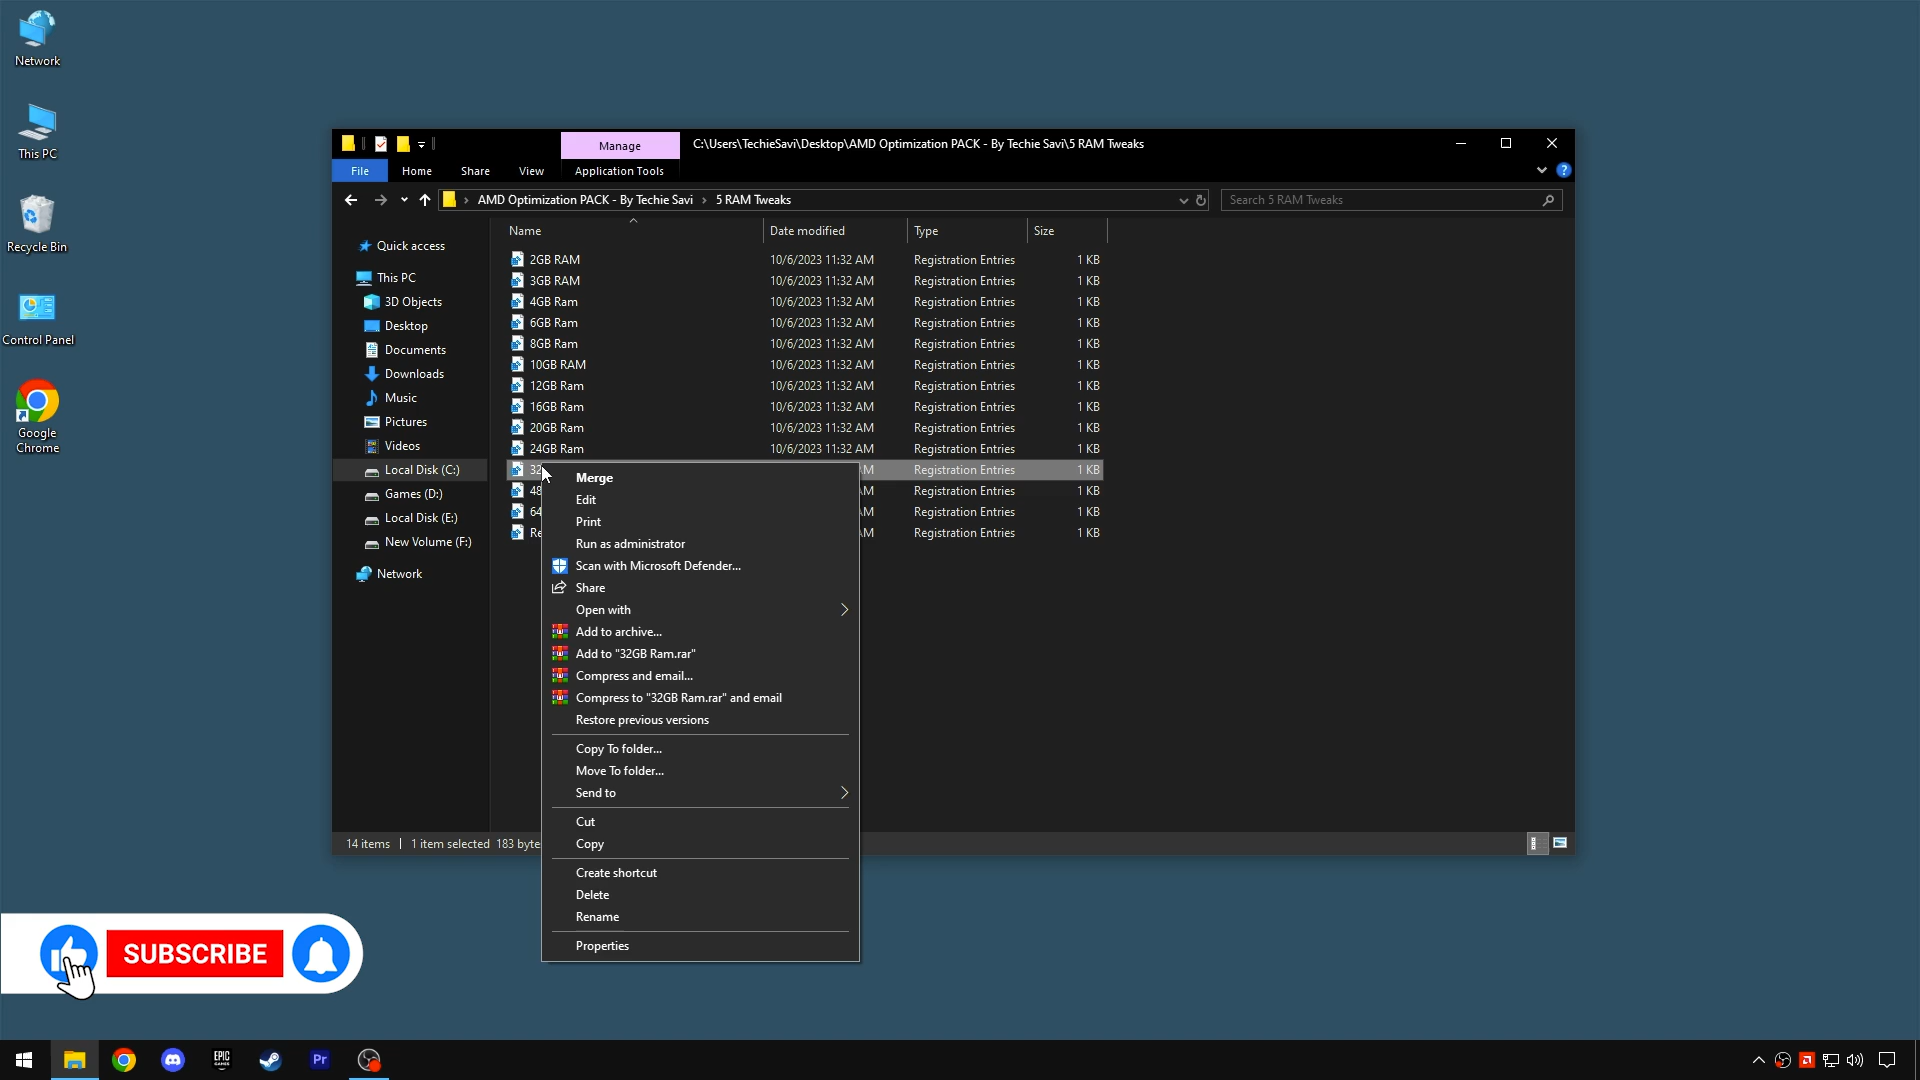 Network
This PC
Recycle Bin
Control Panel
Google
Chrome
Manage
C:\Users\TechieSavi\Desktop\AMD Optimization PACK - By Techie Savi\5 RAM Tweaks
File
Home
Share
View
Application Tools
?
AMD Optimization PACK - By Techie Savi > 5 RAM Tweaks
Search 5 RAM Tweaks
Name
Date modified
Type
Size
Quick access
This PC
3D Objects
Desktop
Documents
Downloads
Music
Pictures
Videos
Local Disk (C:)
Games (D:)
Local Disk (E:)
New Volume (F:)
Network
2GB RAM 10/6/2023 11:32 AM Registration Entries 1 KB
3GB RAM 10/6/2023 11:32 AM Registration Entries 1 KB
4GB Ram 10/6/2023 11:32 AM Registration Entries 1 KB
6GB Ram 10/6/2023 11:32 AM Registration Entries 1 KB
8GB Ram 10/6/2023 11:32 AM Registration Entries 1 KB
10GB RAM 10/6/2023 11:32 AM Registration Entries 1 KB
12GB Ram 10/6/2023 11:32 AM Registration Entries 1 KB
16GB Ram 10/6/2023 11:32 AM Registration Entries 1 KB
20GB Ram 10/6/2023 11:32 AM Registration Entries 1 KB
24GB Ram 10/6/2023 11:32 AM Registration Entries 1 KB
32 M Registration Entries 1 KB
48 M Registration Entries 1 KB
64 M Registration Entries 1 KB
Re M Registration Entries 1 KB
Merge
Edit
Print
Run as administrator
Scan with Microsoft Defender...
Share
Open with
Add to archive...
Add to "32GB Ram.rar"
Compress and email...
Compress to "32GB Ram.rar" and email
Restore previous versions
Copy To folder...
Move To folder...
Send to
Cut
Copy
Create shortcut
Delete
Rename
Properties
14 items
1 item selected 183 byte
SUBSCRIBE
EPIC
GAMES
Pr